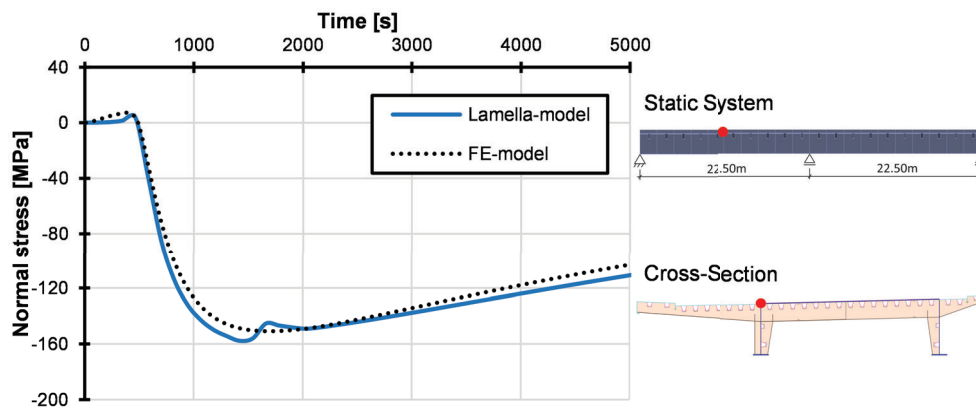 Time [s]
0 1000 2000 3000 4000 5000
Normal stress [MPa]
40
0
-40
-80
-120
-160
-200
Lamella-model
FE-model
Static System
22.50m 22.50m
Cross-Section